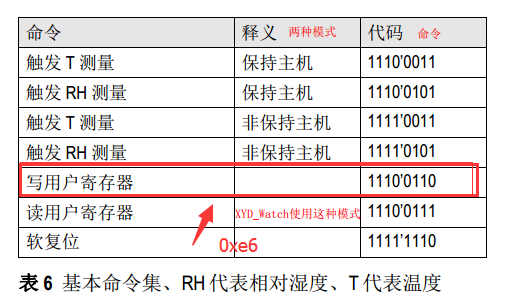 命令 释义 两种模式 代码 命令
触发 T 测量 保持主机 1110'0011
触发 RH 测量 保持主机 1110'0101
触发 T 测量 非保持主机 1111'0011
触发 RH 测量 非保持主机 1111'0101
写用户寄存器 1110'0110
读用户寄存器 XYD_Watch使用这种模式 1110'0111
软复位 0xe6 1111'1110
表 6 基本命令集、RH 代表相对湿度、T 代表温度